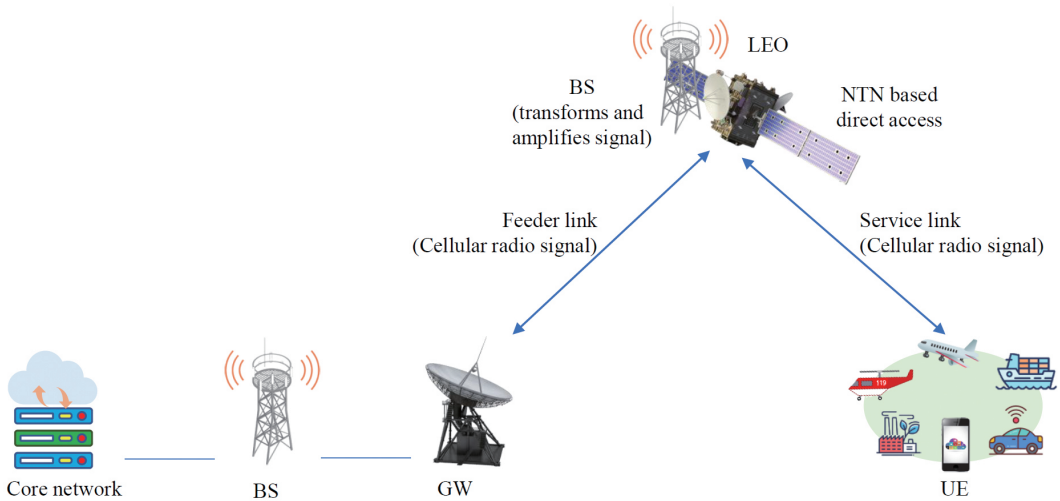 LEO
BS
(transforms and
amplifies signal)
NTN based
direct access
Feeder link
(Cellular radio signal)
Service link
(Cellular radio signal)
119
Core network
BS
GW
UE